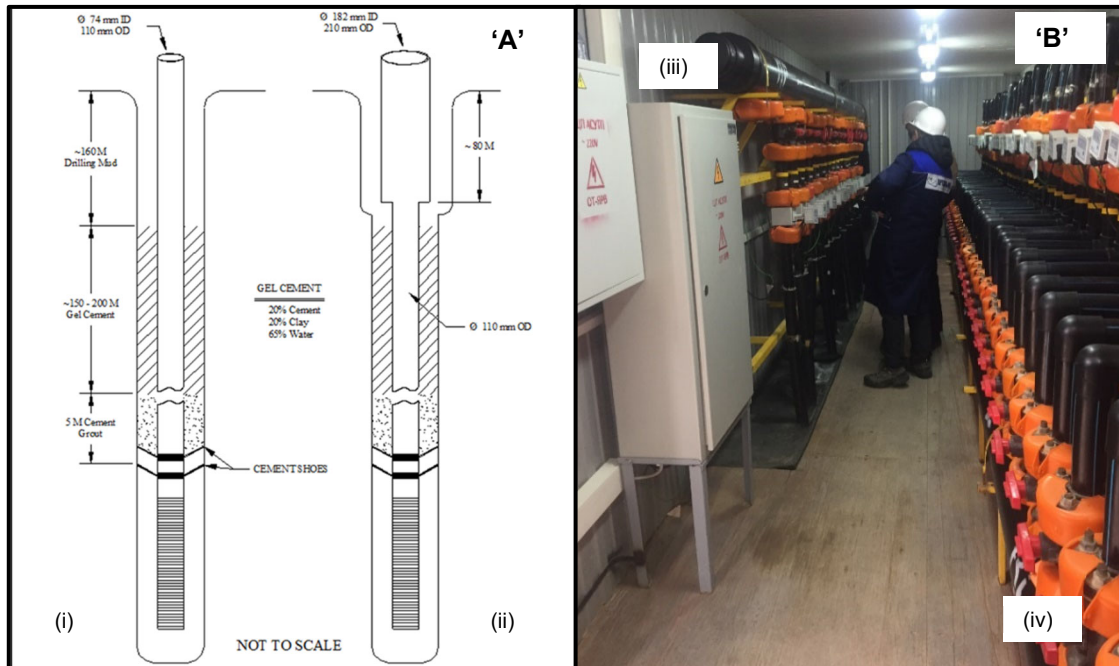 Ø 74 mm ID
110 mm OD
Ø 182 mm ID
210 mm OD
'A'
~160 M
Drilling Mud
~ 80 M
~150 - 200 M
Gel Cement
GEL CEMENT
20% Cement
20% Clay
65% Water
Ø 110 mm OD
5 M Cement
Grout
CEMENT SHOES
(i)
(ii)
NOT TO SCALE
'B'
(iii)
(iv)